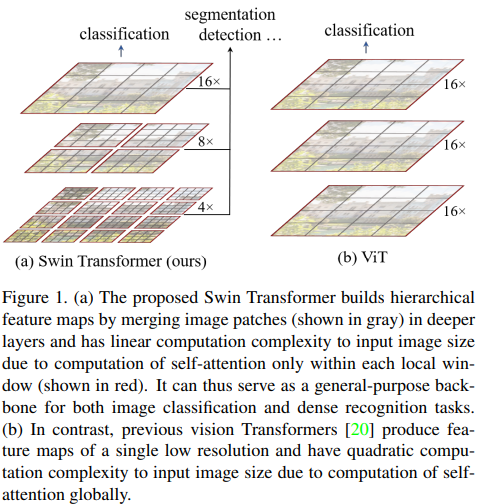 segmentation
classification
detection ...
classification
16×
8×
4×
16×
16×
16×
(a) Swin Transformer (ours)
(b) ViT
Figure 1. (a) The proposed Swin Transformer builds hierarchical
feature maps by merging image patches (shown in gray) in deeper
layers and has linear computation complexity to input image size
due to computation of self-attention only within each local win-
dow (shown in red). It can thus serve as a general-purpose back-
bone for both image classification and dense recognition tasks.
(b) In contrast, previous vision Transformers [20] produce fea-
ture maps of a single low resolution and have quadratic compu-
tation complexity to input image size due to computation of self-
attention globally.